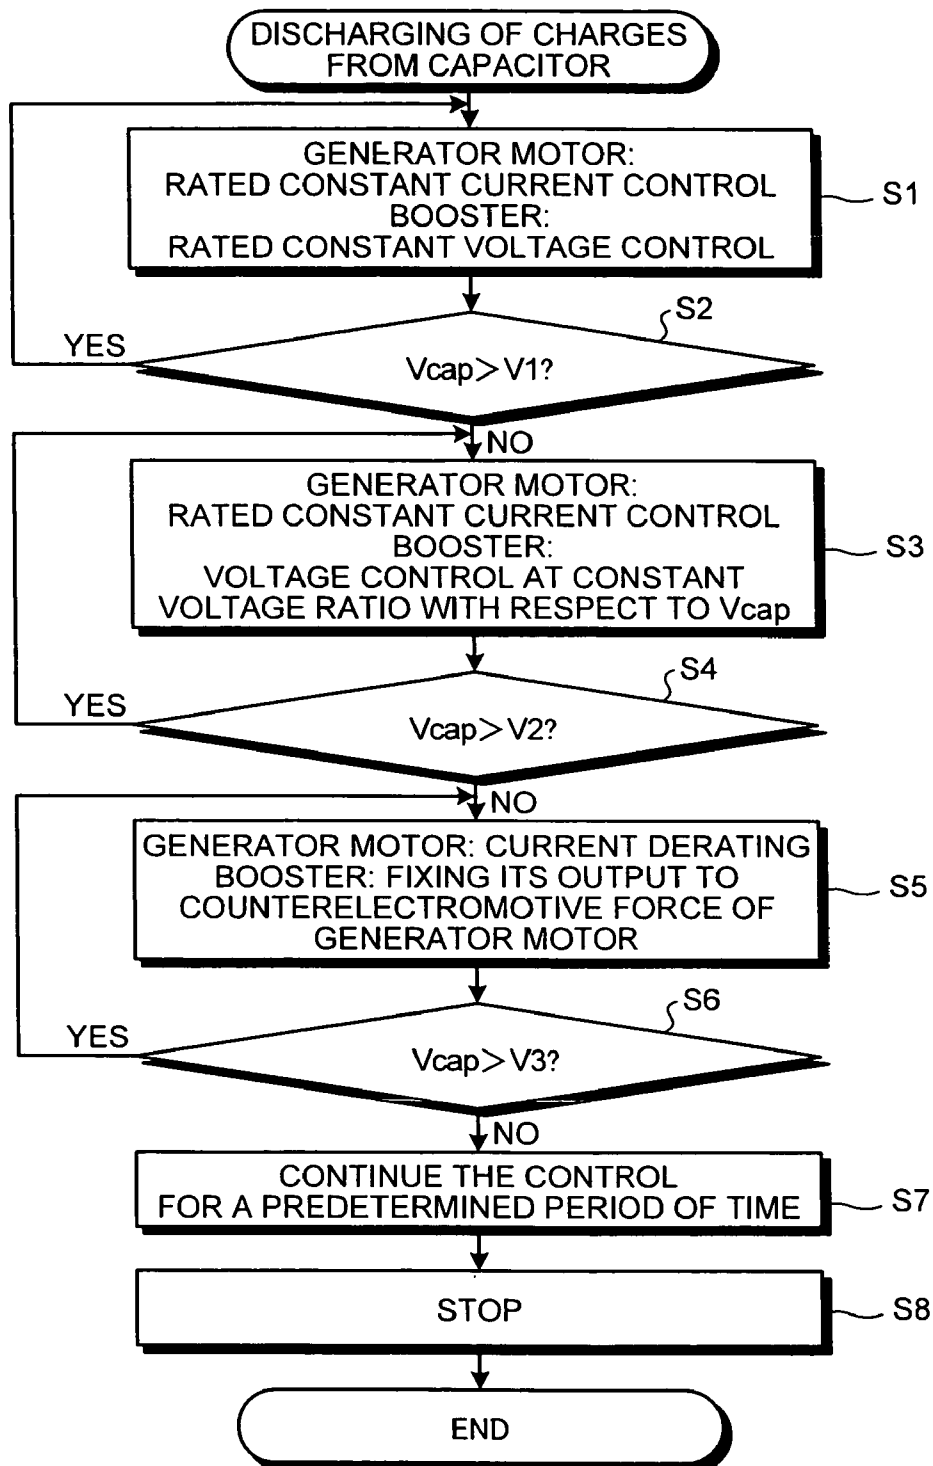 DISCHARGING OF CHARGES
FROM CAPACITOR
GENERATOR MOTOR:
RATED CONSTANT CURRENT CONTROL
BOOSTER:
RATED CONSTANT VOLTAGE CONTROL
S1
S2
YES
Vcap>V1?
NO
GENERATOR MOTOR:
RATED CONSTANT CURRENT CONTROL
BOOSTER:
VOLTAGE CONTROL AT CONSTANT
VOLTAGE RATIO WITH RESPECT TO Vcap
S3
S4
YES
Vcap>V2?
NO
GENERATOR MOTOR: CURRENT DERATING
BOOSTER: FIXING ITS OUTPUT TO
COUNTERELECTROMOTIVE FORCE OF
GENERATOR MOTOR
S5
S6
YES
Vcap>V3?
NO
CONTINUE THE CONTROL
FOR A PREDETERMINED PERIOD OF TIME
S7
STOP
S8
END